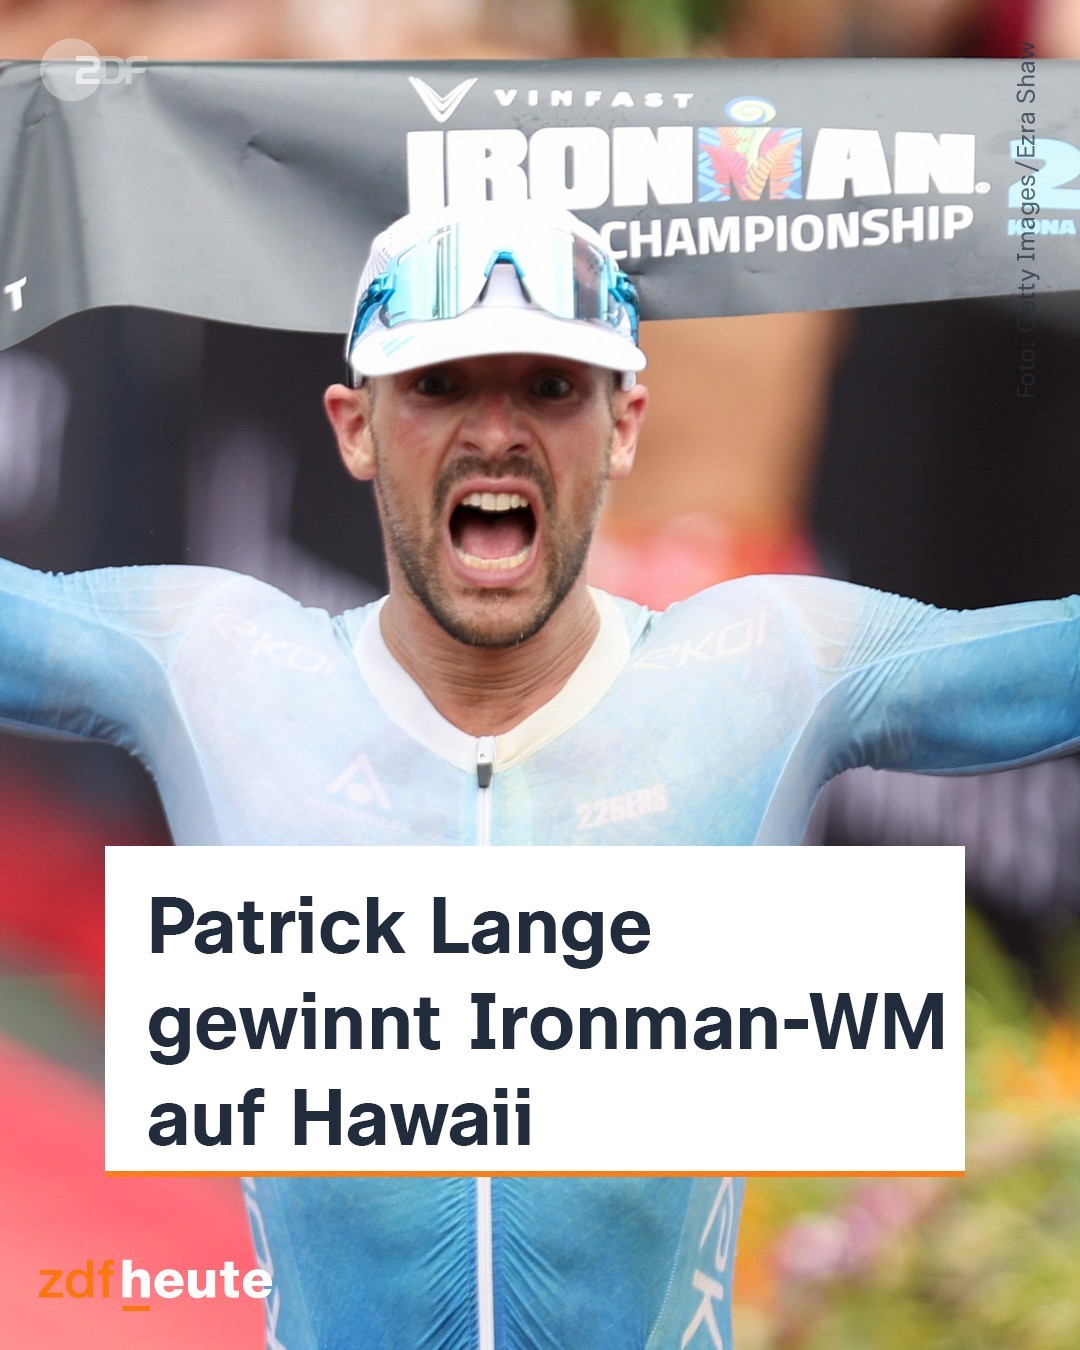 ZDF
VINFAST
IRONMAN
CHAMPIONSHIP
KONA
Foto: Getty Images/Ezra Shaw
EKOI
EKOI
226ERS
Patrick Lange
gewinnt Ironman-WM
auf Hawaii
zdfheute